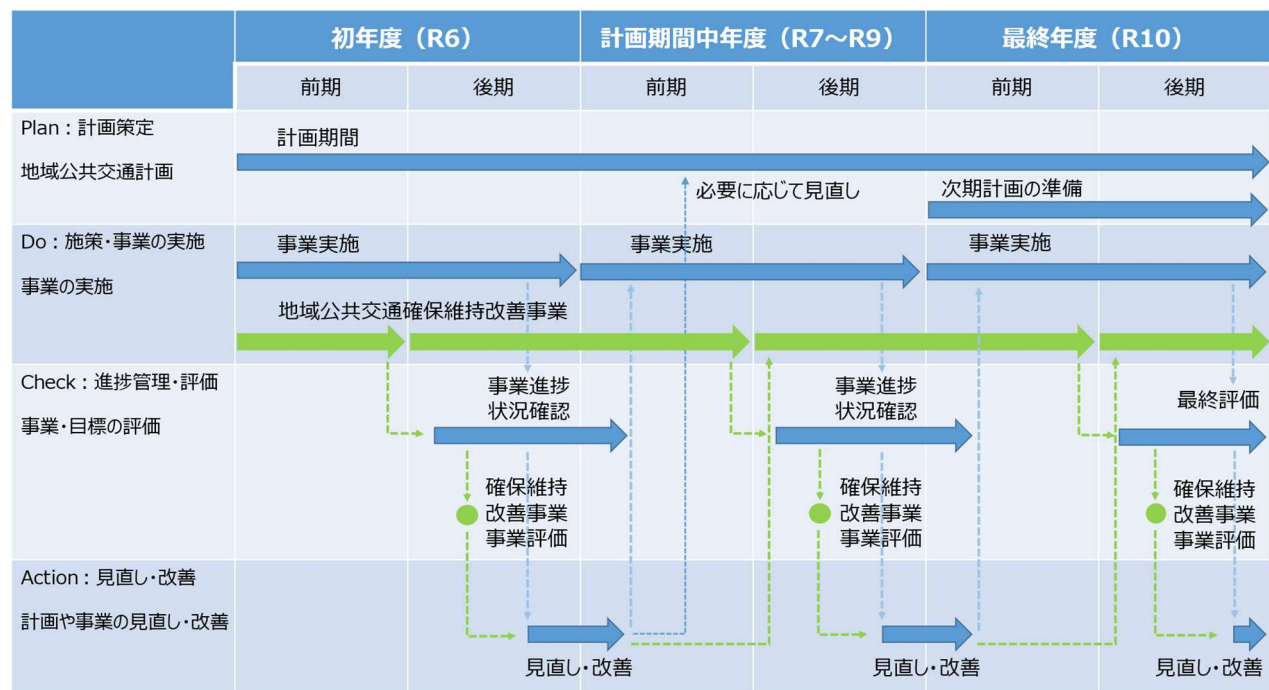 初年度（R6）
計画期間中年度（R7～R9）
最終年度（R10）
前期
後期
前期
後期
前期
後期
Plan：計画策定
地域公共交通計画
計画期間
必要に応じて見直し
次期計画の準備
Do：施策・事業の実施
事業の実施
事業実施
事業実施
事業実施
地域公共交通確保維持改善事業
Check：進捗管理・評価
事業・目標の評価
事業進捗
状況確認
事業進捗
状況確認
最終評価
確保維持
改善事業
事業評価
確保維持
改善事業
事業評価
確保維持
改善事業
事業評価
Action：見直し・改善
計画や事業の見直し・改善
見直し・改善
見直し・改善
見直し・改善